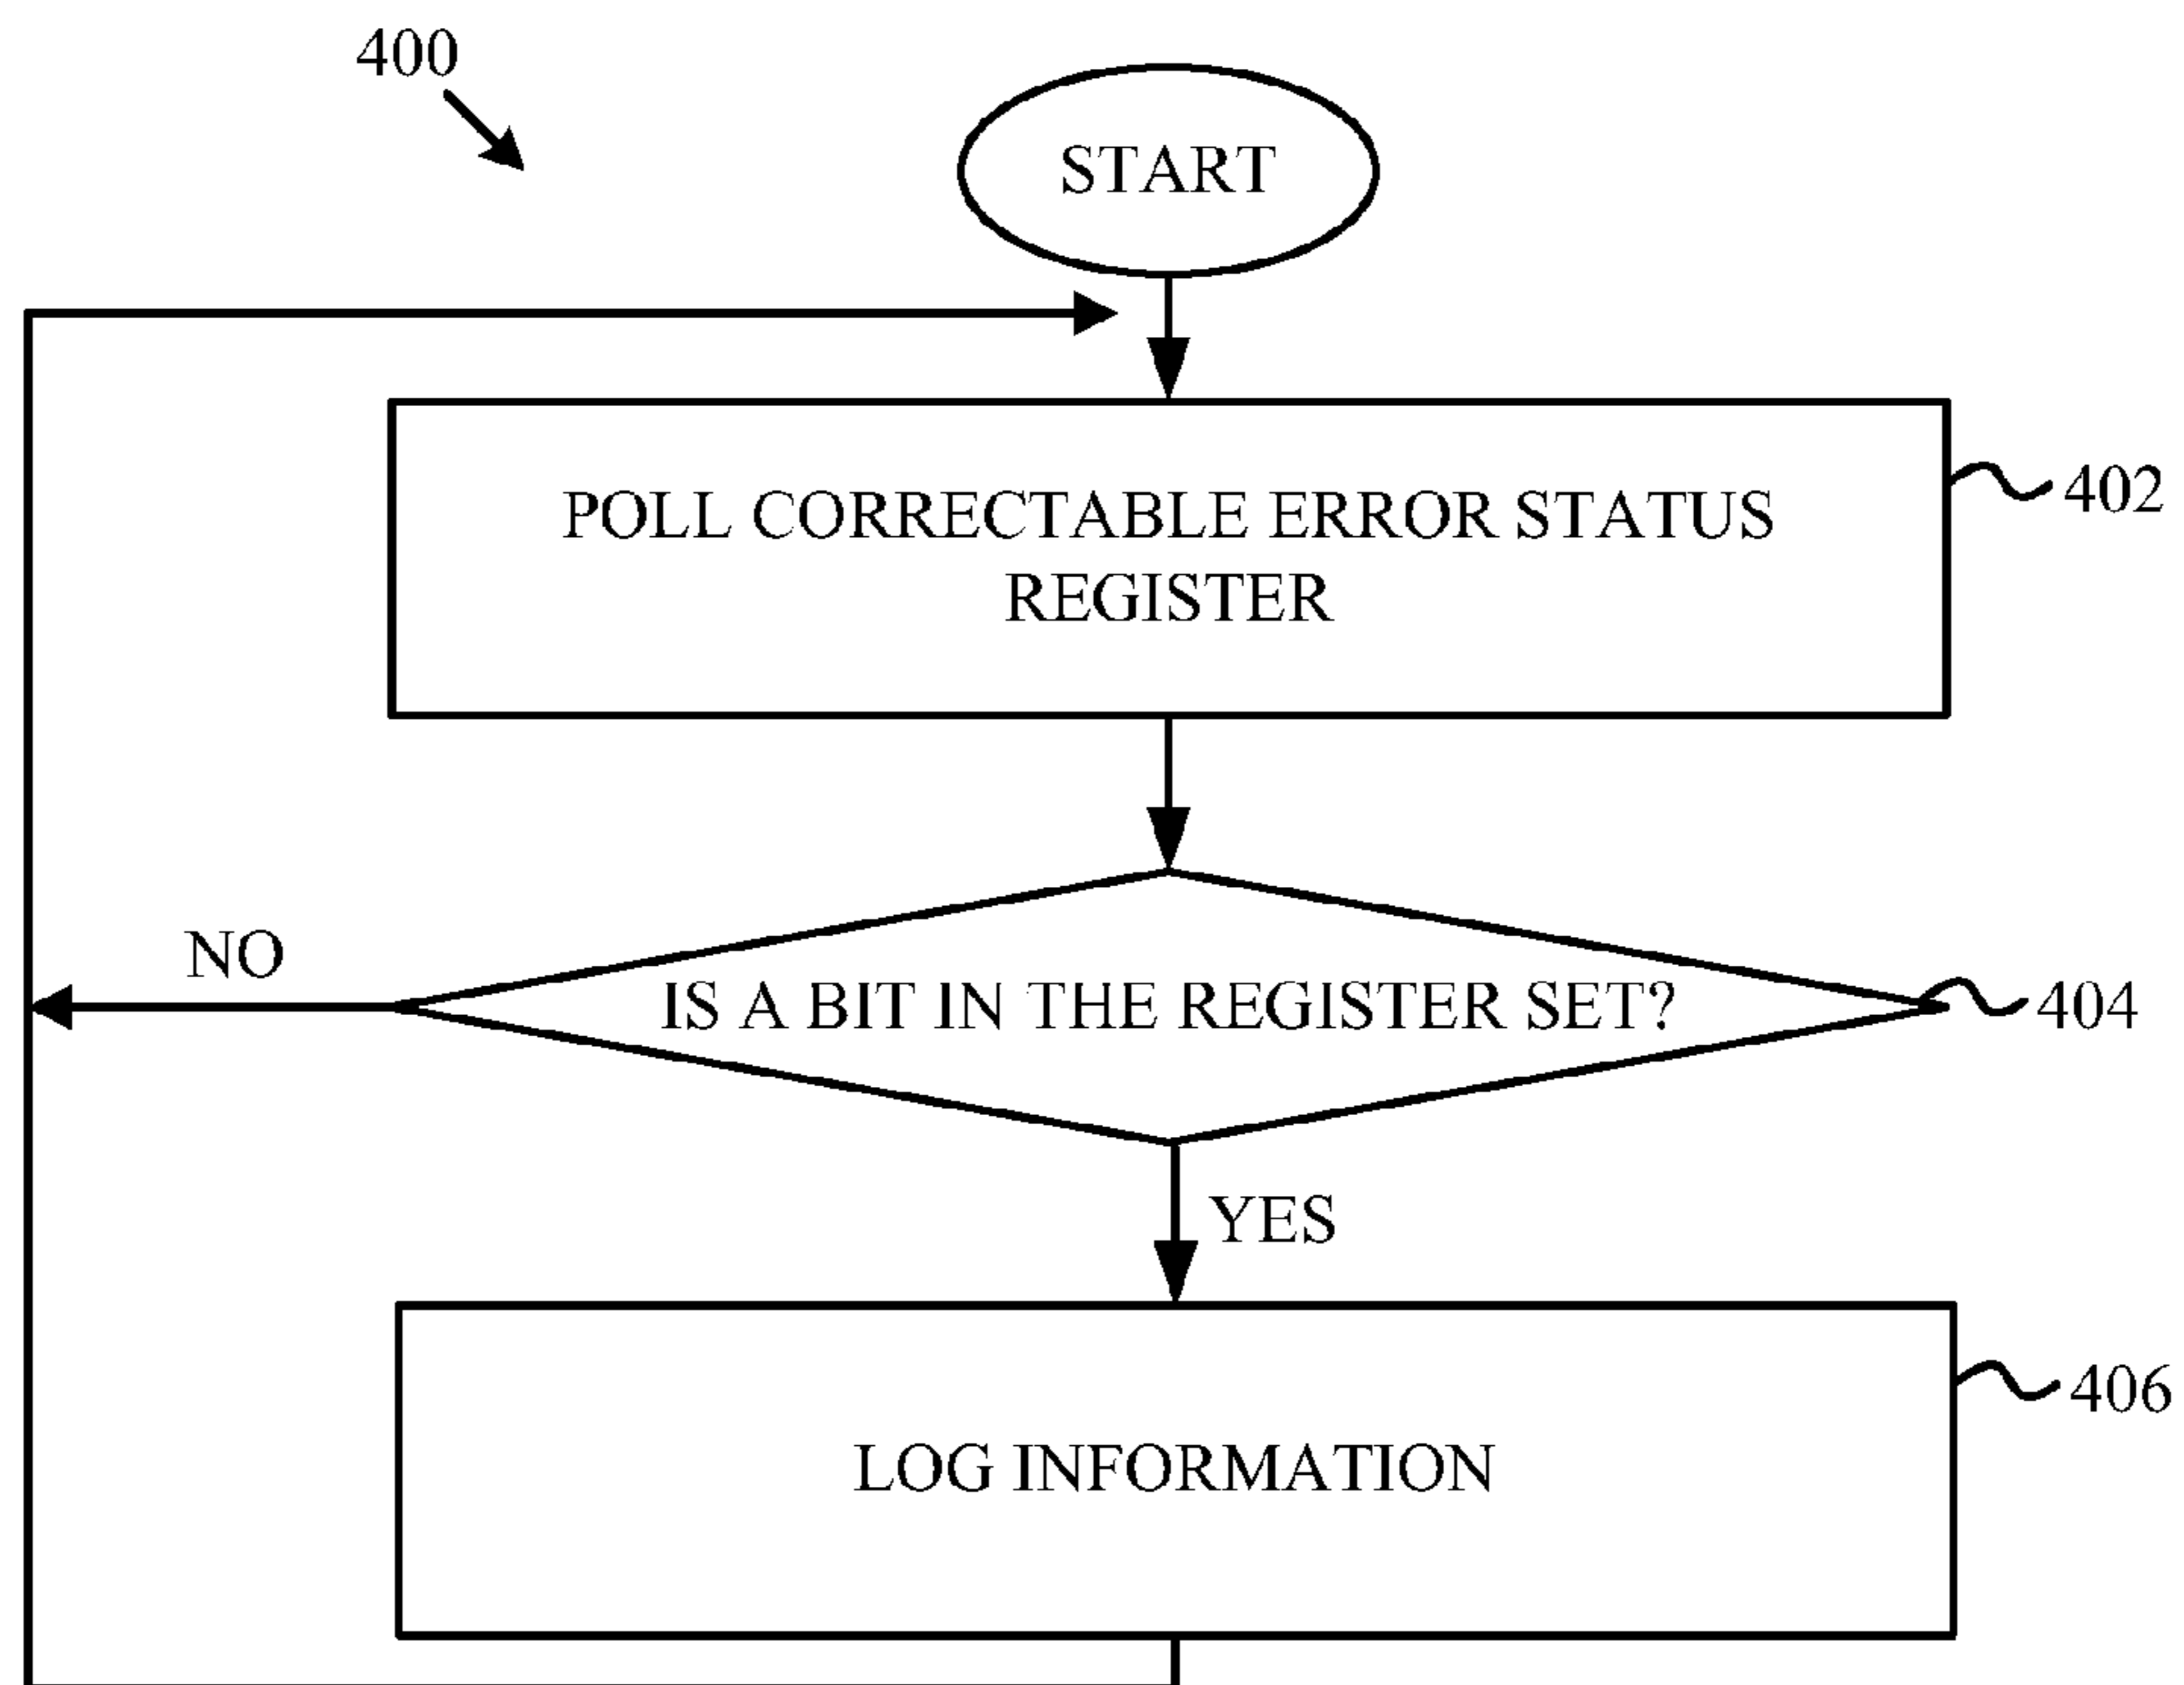 400
START
POLL CORRECTABLE ERROR STATUS
REGISTER
402
NO
IS A BIT IN THE REGISTER SET?
404
YES
LOG INFORMATION
406